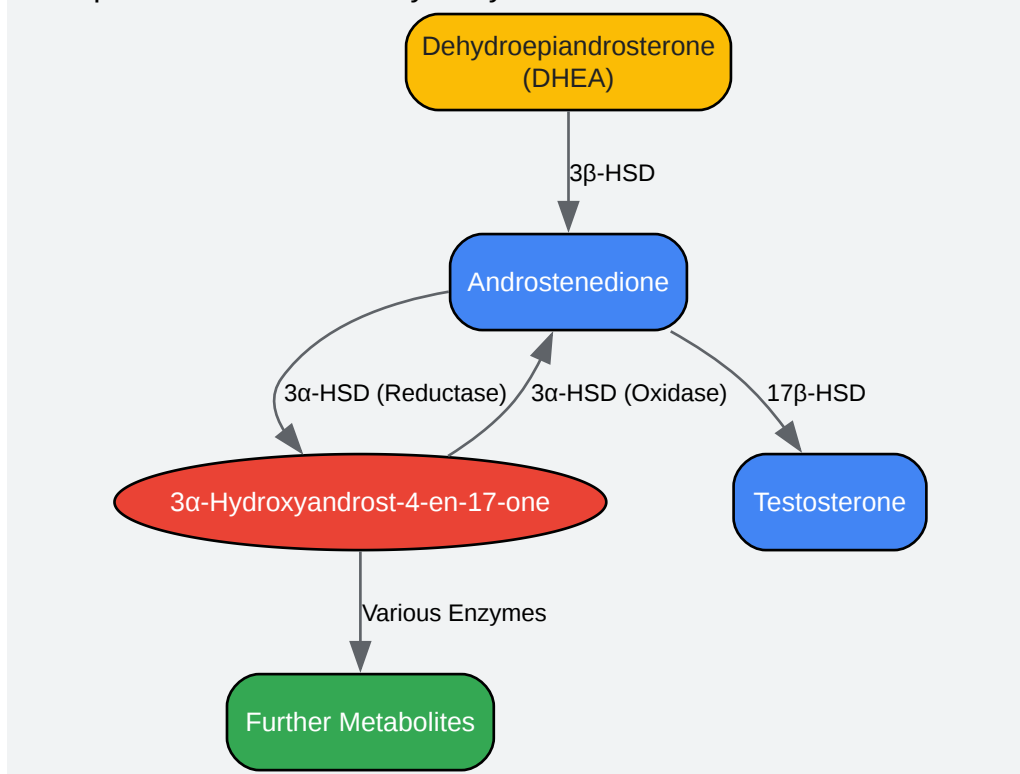 Dehydroepiandrosterone
(DHEA)
3β-HSD
Androstenedione
3α-HSD (Reductase)
3α-HSD (Oxidase)
17β-HSD
3α-Hydroxyandrost-4-en-17-one
Testosterone
Various Enzymes
Further Metabolites